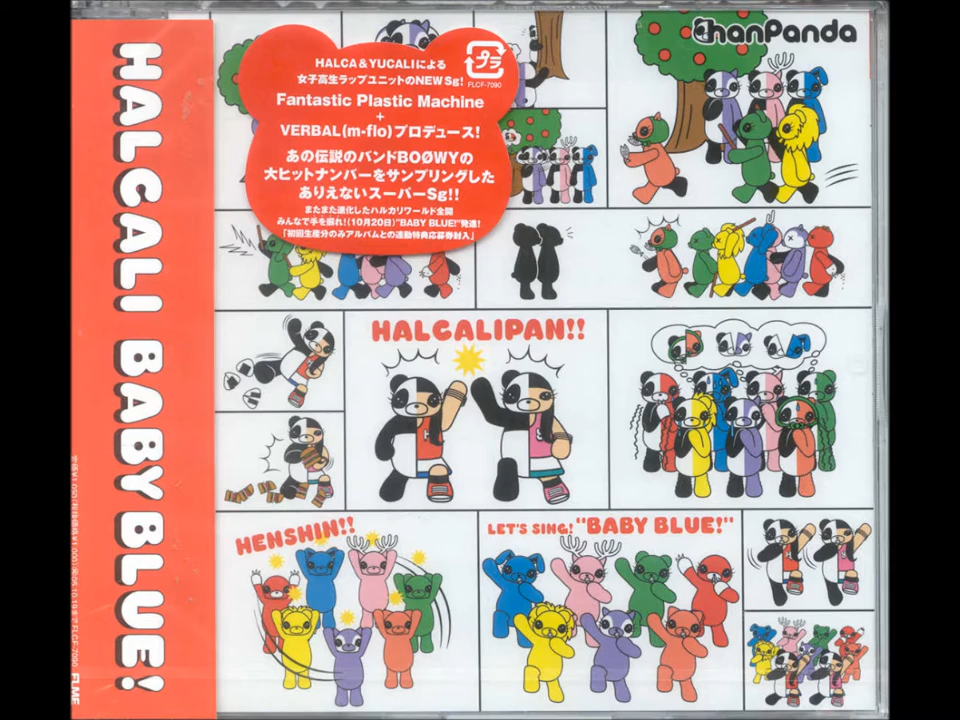 HALCALI BABY BLUE!
HALCA & YUCALIによる
女子高生ラップユニットのNEW Sg!
Fantastic Plastic Machine
+
VERBAL(m-flo)プロデュース!
あの伝説のバンドBOØWYの
大ヒットナンバーをサンプリングした
ありえないスーパーSg!!
またまた進化したハルカリワールド全開
みんなで手を振れ!(10月20日)"BABY BLUE!"発進!
「初回生産分のみアルバムとの連動特典応募券封入」
プラ
FLCF-7090
ChanPanda
HALCALIPAN!!
HENSHIN!!
LET'S SING! "BABY BLUE!"
H
FLCF-7090
FLME